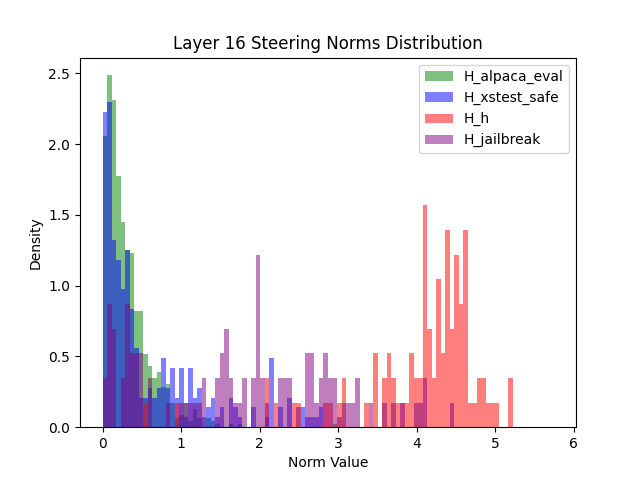 Layer 16 Steering Norms Distribution
H_alpaca_eval
H_xstest_safe
H_h
H_jailbreak
Density
2.5
2.0
1.5
1.0
0.5
0.0
0 1 2 3 4 5 6
Norm Value